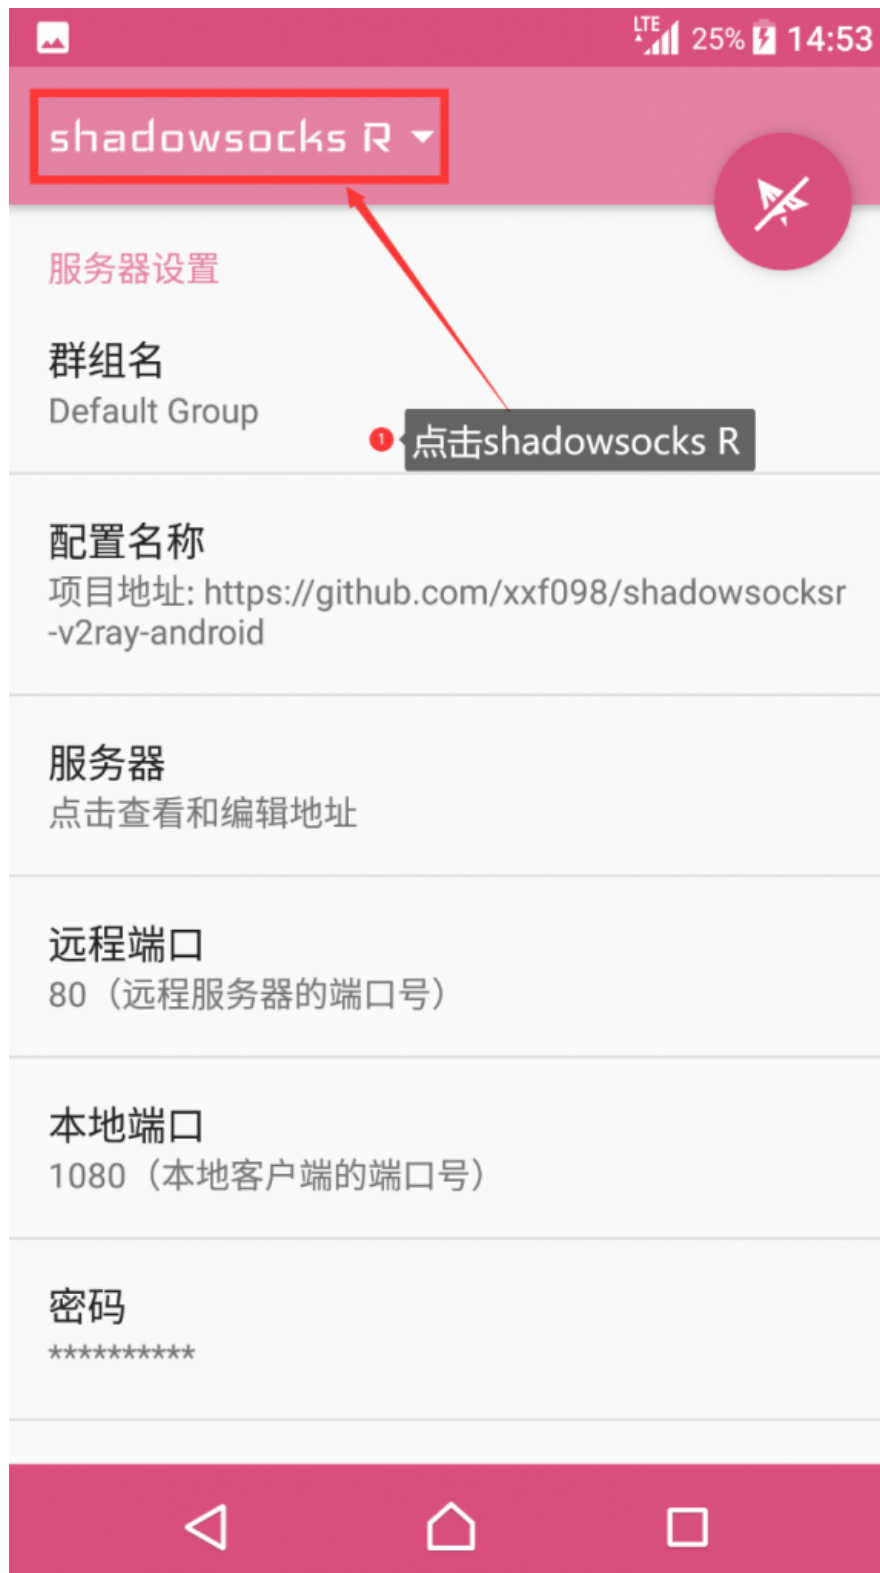 LTE 25% 14:53
shadowsocks R
服务器设置
群组名
Default Group
1 点击shadowsocks R
配置名称
项目地址: https://github.com/xxf098/shadowsocksr
-v2ray-android
服务器
点击查看和编辑地址
远程端口
80（远程服务器的端口号）
本地端口
1080（本地客户端的端口号）
密码
**********